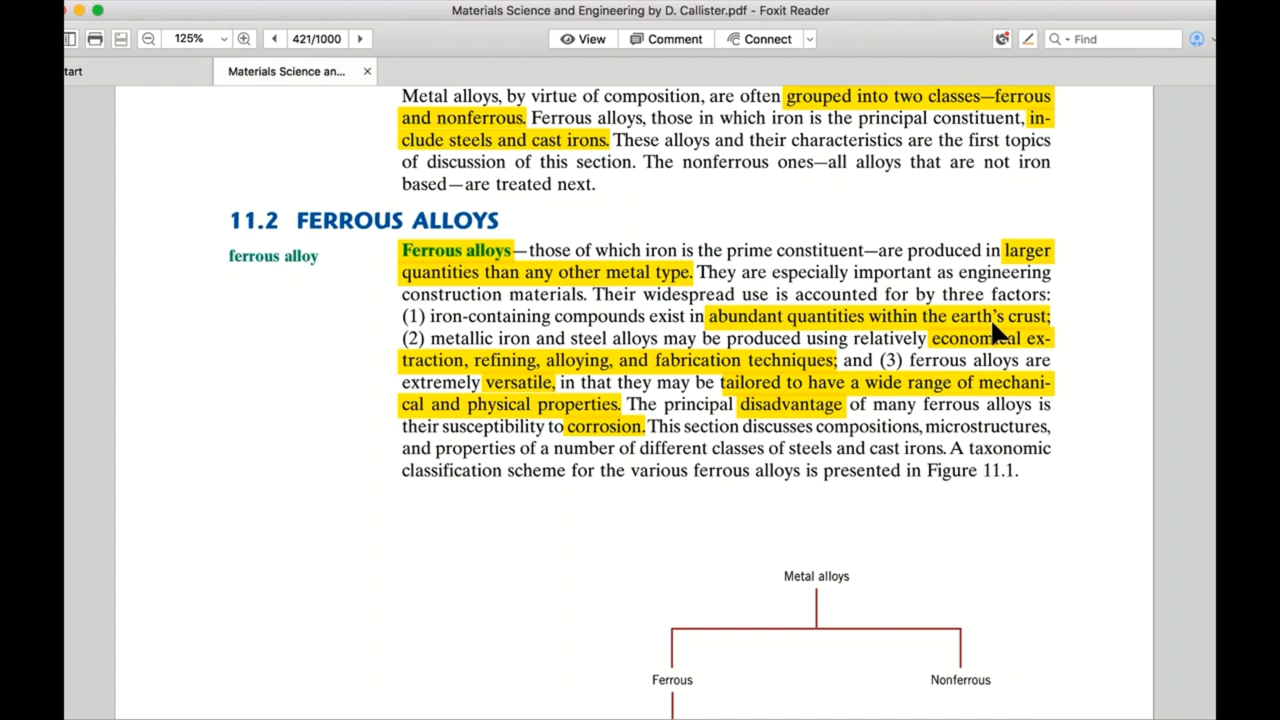 Materials Science and Engineering by D. Callister.pdf - Foxit Reader
125%
421/1000
View
Comment
Connect
Find
tart
Materials Science an...
Metal alloys, by virtue of composition, are often grouped into two classes—ferrous
and nonferrous. Ferrous alloys, those in which iron is the principal constituent, in-
clude steels and cast irons. These alloys and their characteristics are the first topics
of discussion of this section. The nonferrous ones—all alloys that are not iron
based—are treated next.
11.2 FERROUS ALLOYS
ferrous alloy
Ferrous alloys—those of which iron is the prime constituent—are produced in larger
quantities than any other metal type. They are especially important as engineering
construction materials. Their widespread use is accounted for by three factors:
(1) iron-containing compounds exist in abundant quantities within the earth's crust;
(2) metallic iron and steel alloys may be produced using relatively economical ex-
traction, refining, alloying, and fabrication techniques; and (3) ferrous alloys are
extremely versatile, in that they may be tailored to have a wide range of mechani-
cal and physical properties. The principal disadvantage of many ferrous alloys is
their susceptibility to corrosion. This section discusses compositions, microstructures,
and properties of a number of different classes of steels and cast irons. A taxonomic
classification scheme for the various ferrous alloys is presented in Figure 11.1.
Metal alloys
Ferrous
Nonferrous